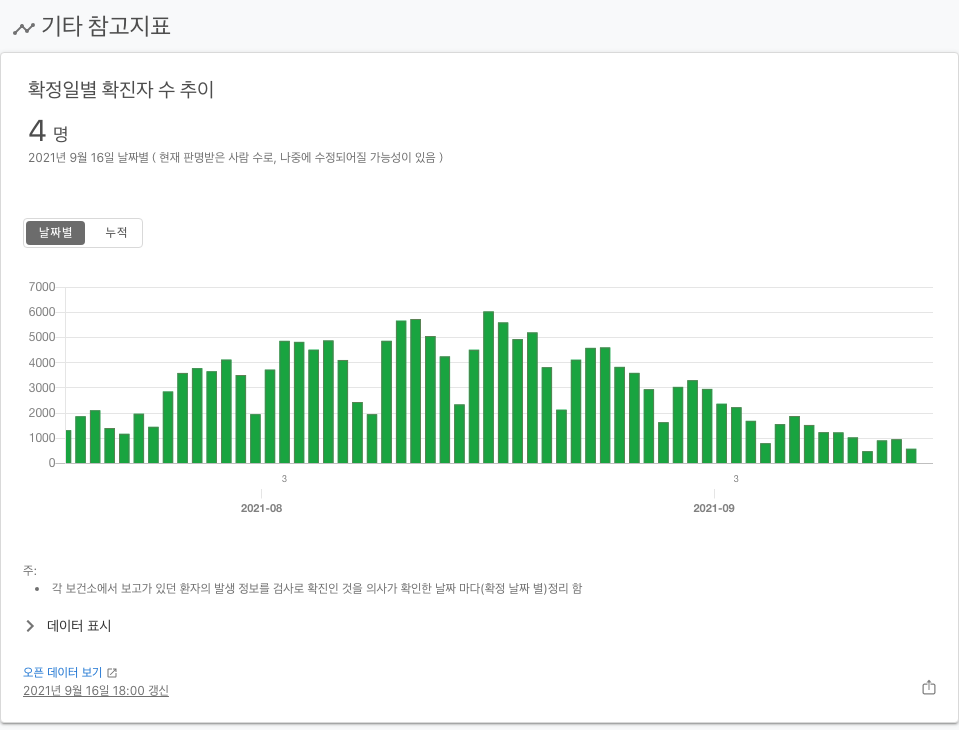 기타 참고지표
확정일별 확진자 수 추이
4 명
2021년 9월 16일 날짜별 ( 현재 판명받은 사람 수로, 나중에 수정되어질 가능성이 있음 )
날짜별 누적
7000
6000
5000
4000
3000
2000
1000
0
3 3
2021-08 2021-09
주:
• 각 보건소에서 보고가 있던 환자의 발생 정보를 검사로 확진인 것을 의사가 확인한 날짜 마다(확정 날짜 별)정리 함
데이터 표시
오픈 데이터 보기
2021년 9월 16일 18:00 갱신